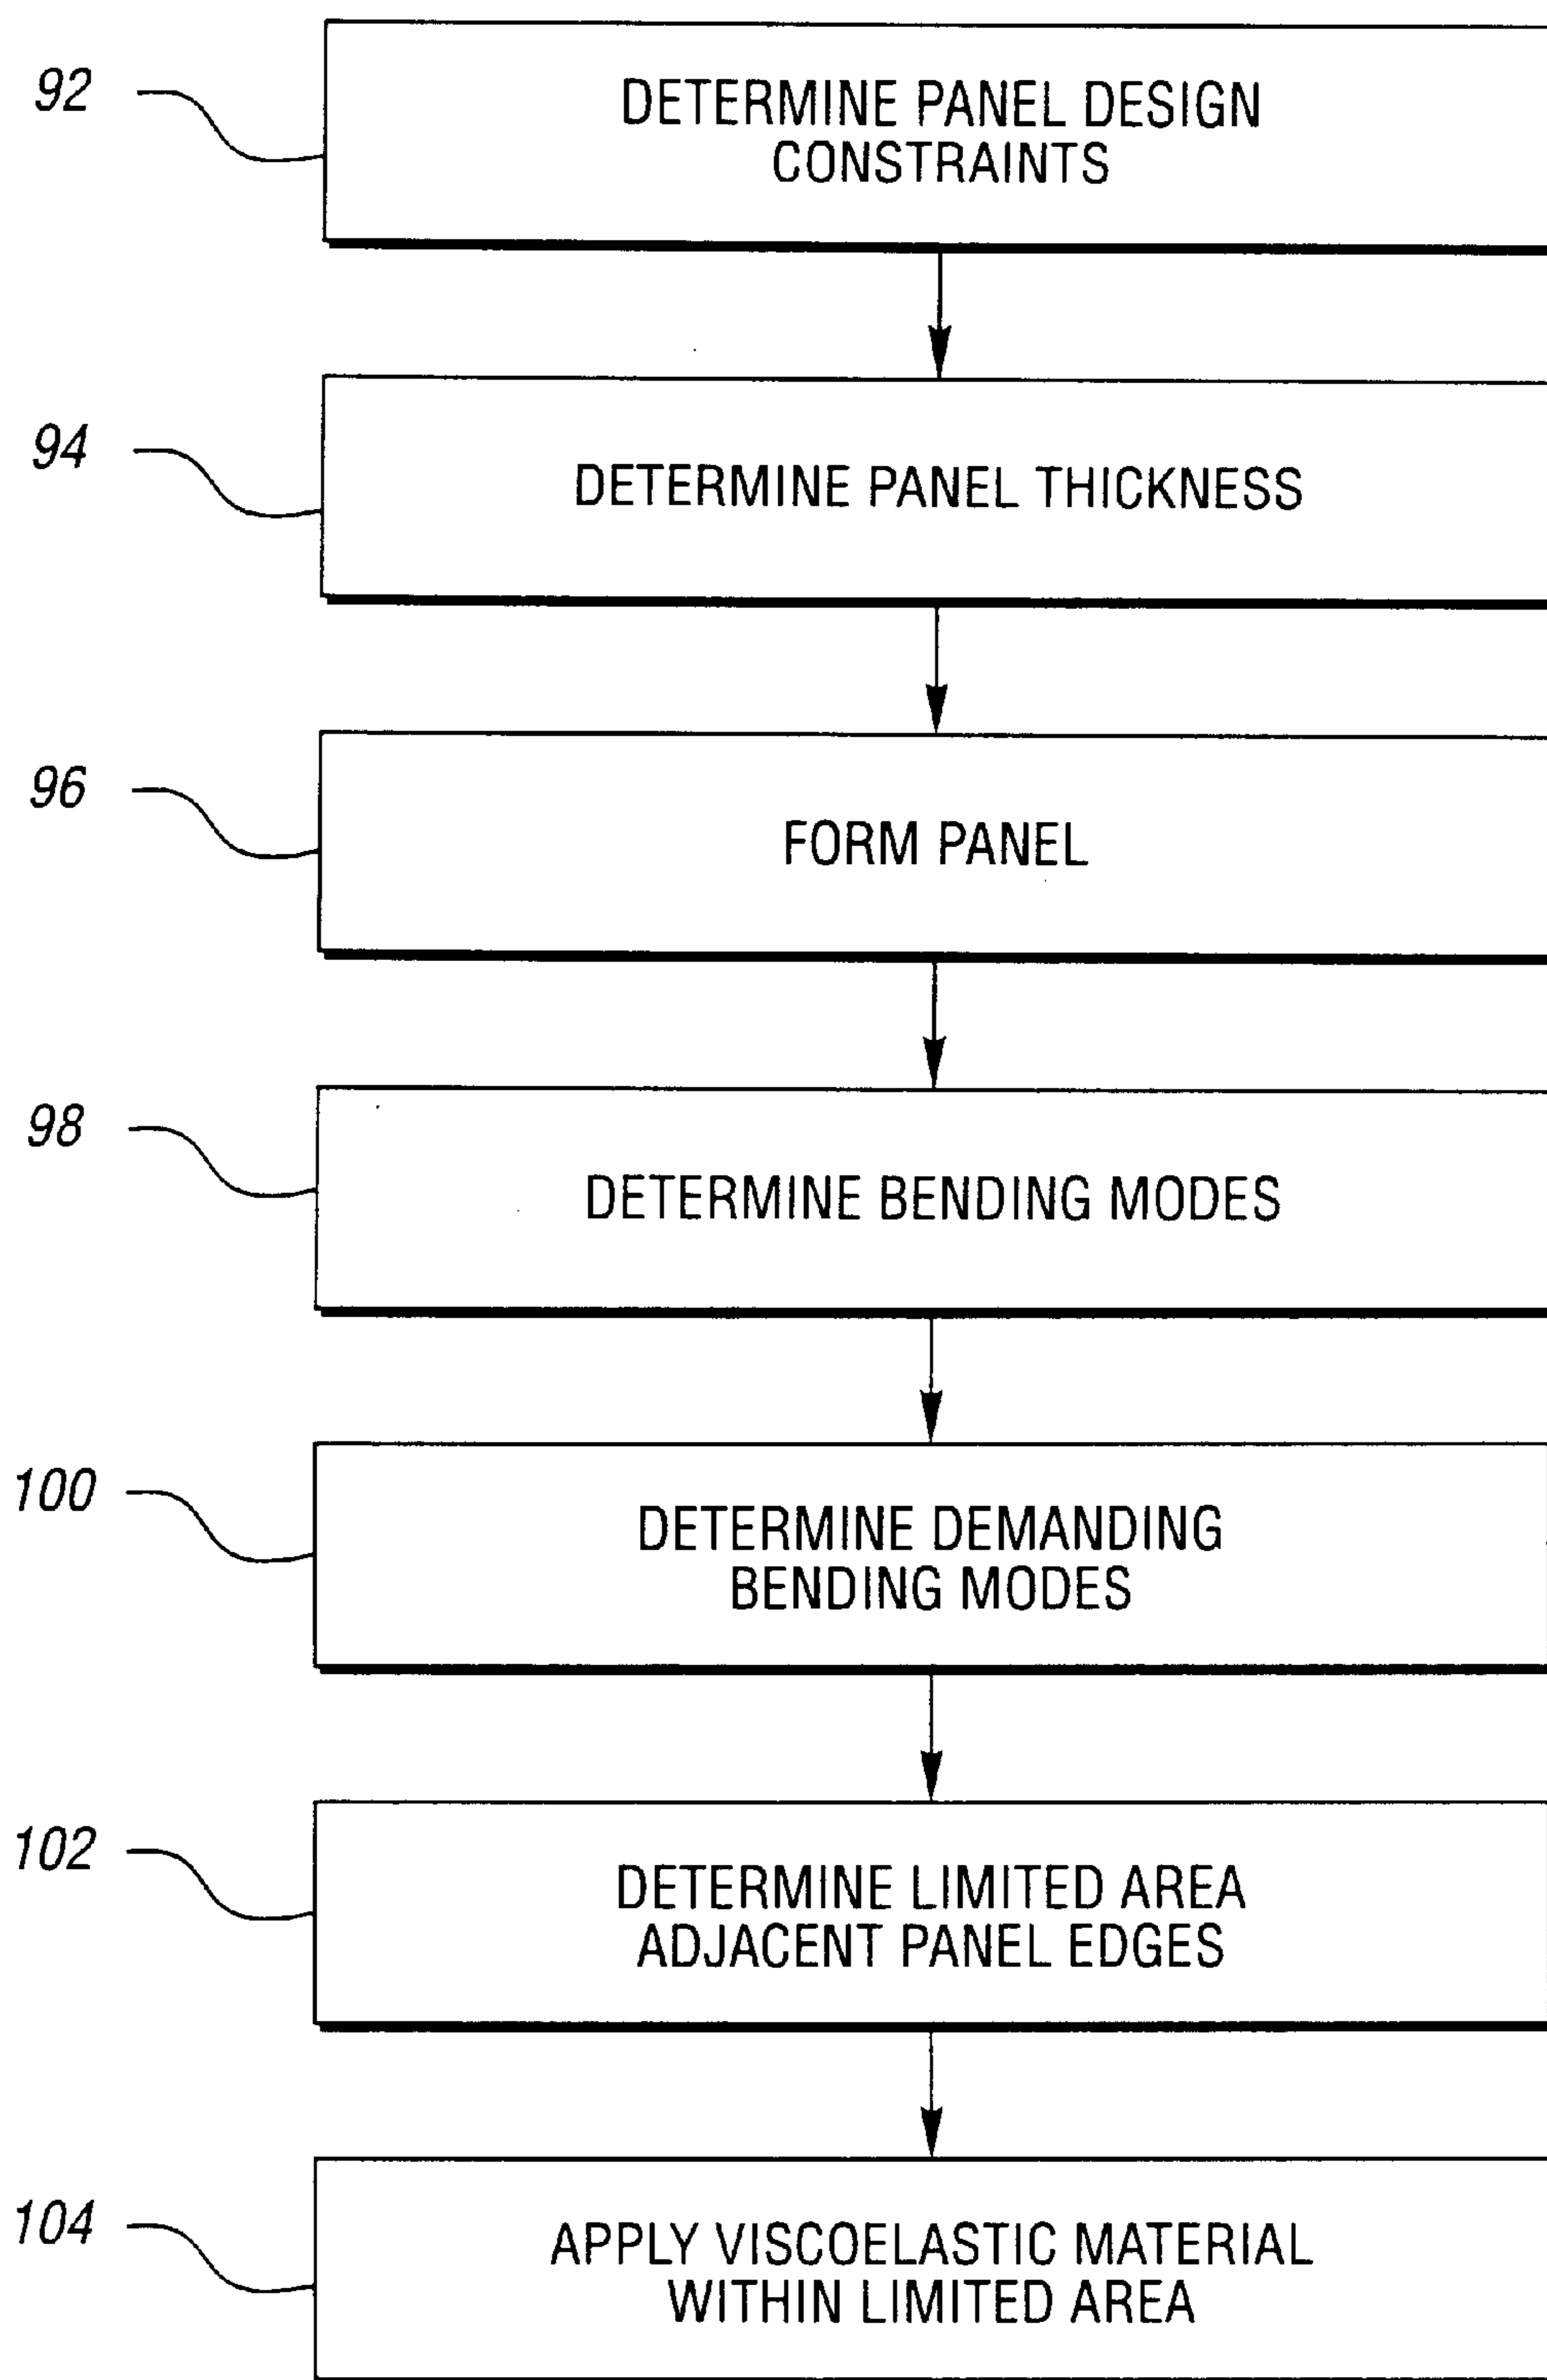 92
DETERMINE PANEL DESIGN
CONSTRAINTS
94
DETERMINE PANEL THICKNESS
96
FORM PANEL
98
DETERMINE BENDING MODES
100
DETERMINE DEMANDING
BENDING MODES
102
DETERMINE LIMITED AREA
ADJACENT PANEL EDGES
104
APPLY VISCOELASTIC MATERIAL
WITHIN LIMITED AREA